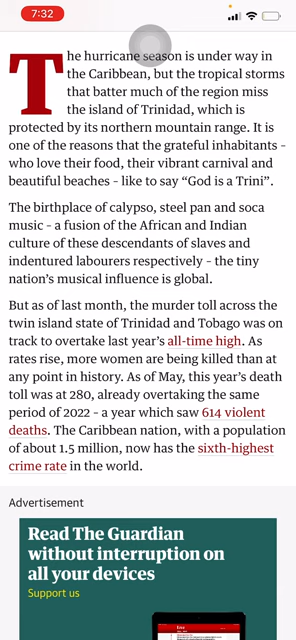 7:32
The hurricane season is under way in
the Caribbean, but the tropical storms
that batter much of the region miss
the island of Trinidad, which is
protected by its northern mountain range. It is
one of the reasons that the grateful inhabitants –
who love their food, their vibrant carnival and
beautiful beaches – like to say “God is a Trini”.
The birthplace of calypso, steel pan and soca
music – a fusion of the African and Indian
culture of these descendants of slaves and
indentured labourers respectively – the tiny
nation’s musical influence is global.
But as of last month, the murder toll across the
twin island state of Trinidad and Tobago was on
track to overtake last year’s all-time high. As
rates rise, more women are being killed than at
any point in history. As of May, this year’s death
toll was at 280, already overtaking the same
period of 2022 – a year which saw 614 violent
deaths. The Caribbean nation, with a population
of about 1.5 million, now has the sixth-highest
crime rate in the world.
Advertisement
Read The Guardian
without interruption on
all your devices
Support us